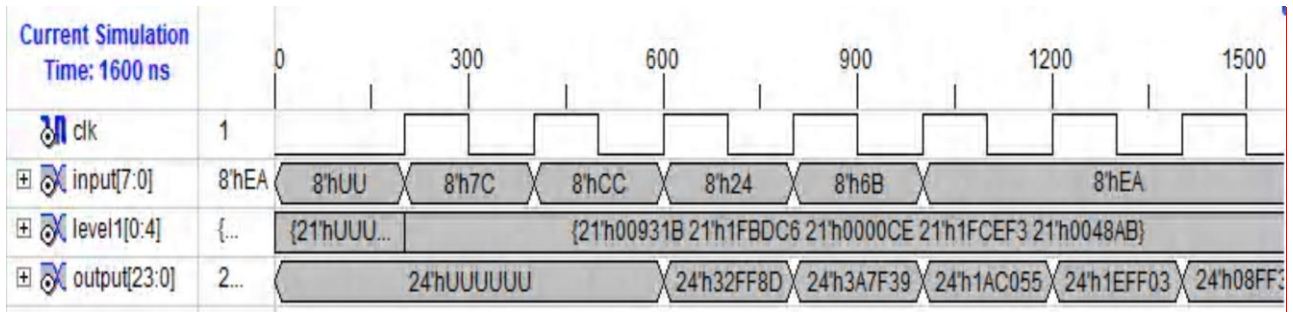 Current Simulation
Time: 1600 ns
0 300 600 900 1200 1500
clk 1
input[7:0] 8'hEA 8'hUU 8'h7C 8'hCC 8'h24 8'h6B 8'hEA
level1[0:4] {... {21'hUUU... {21'h00931B 21'h1FBDC6 21'h0000CE 21'h1FCEF3 21'h0048AB}
output[23:0] 2... 24'hUUUUUU 24'h32FF8D 24'h3A7F39 24'h1AC055 24'h1EFF03 24'h08FF3